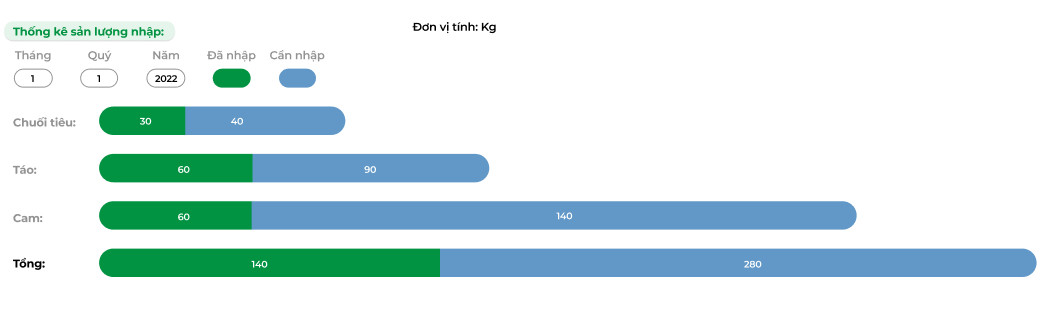 Đơn vị tính: Kg
Thống kê sản lượng nhập:
Tháng Quý Năm Đã nhập Cần nhập
1 1 2022
Chuối tiêu: 30 40
Táo: 60 90
Cam: 60 140
Tổng: 140 280